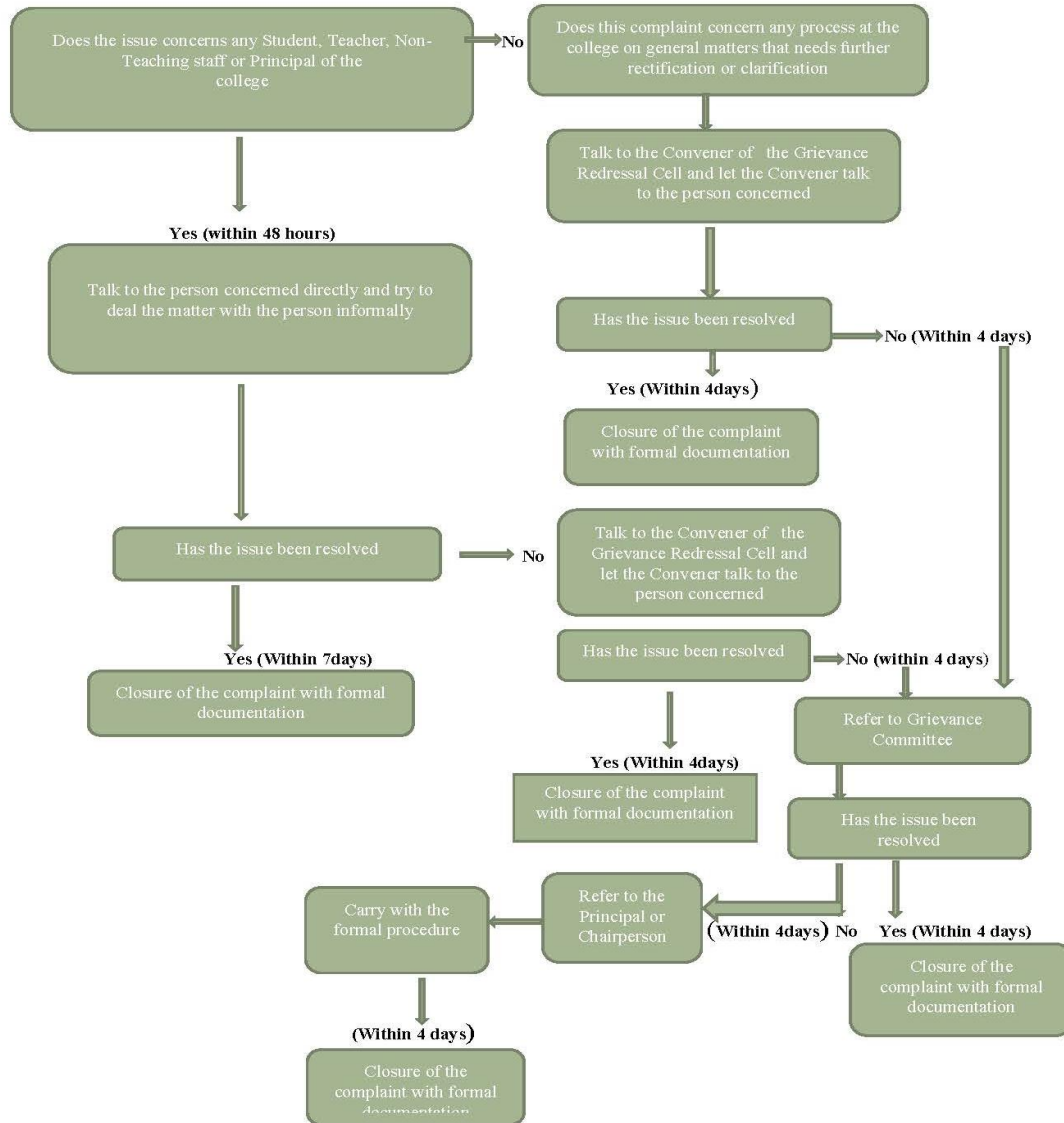 Does the issue concerns any Student, Teacher, Non-
Teaching staff or Principal of the
college
No
Does this complaint concern any process at the
college on general matters that needs further
rectification or clarification
Talk to the Convener of the Grievance
Redressal Cell and let the Convener talk
to the person concerned
Yes (within 48 hours)
Talk to the person concerned directly and try to
deal the matter with the person informally
Has the issue been resolved
No (Within 4 days)
Yes (Within 4days)
Closure of the complaint
with formal documentation
Has the issue been resolved
No
Talk to the Convener of the
Grievance Redressal Cell and
let the Convener talk to the
person concerned
Yes (Within 7days)
Closure of the complaint with formal
documentation
Has the issue been resolved
No (within 4 days)
Refer to Grievance
Committee
Yes (Within 4days)
Closure of the complaint
with formal documentation
Has the issue been
resolved
Carry with the
formal procedure
Refer to the
Principal or
Chairperson
(Within 4days) No
Yes (Within 4 days)
Closure of the
complaint with formal
documentation
(Within 4 days)
Closure of the
complaint with formal
documentation